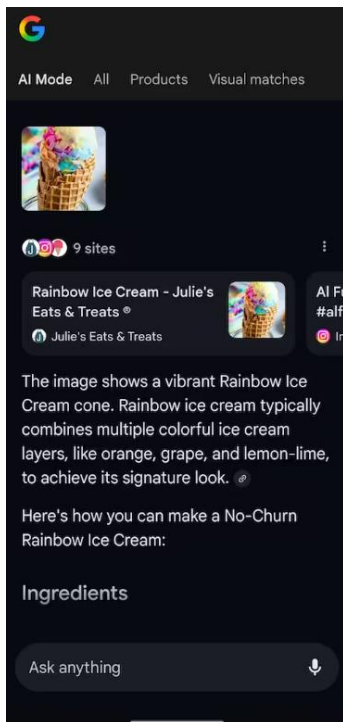 AI Mode All Products Visual matches
9 sites
Rainbow Ice Cream - Julie's
Eats & Treats ®
Julie's Eats & Treats
AI F
#alf
The image shows a vibrant Rainbow Ice
Cream cone. Rainbow ice cream typically
combines multiple colorful ice cream
layers, like orange, grape, and lemon-lime,
to achieve its signature look.
Here's how you can make a No-Churn
Rainbow Ice Cream:
Ingredients
Ask anything